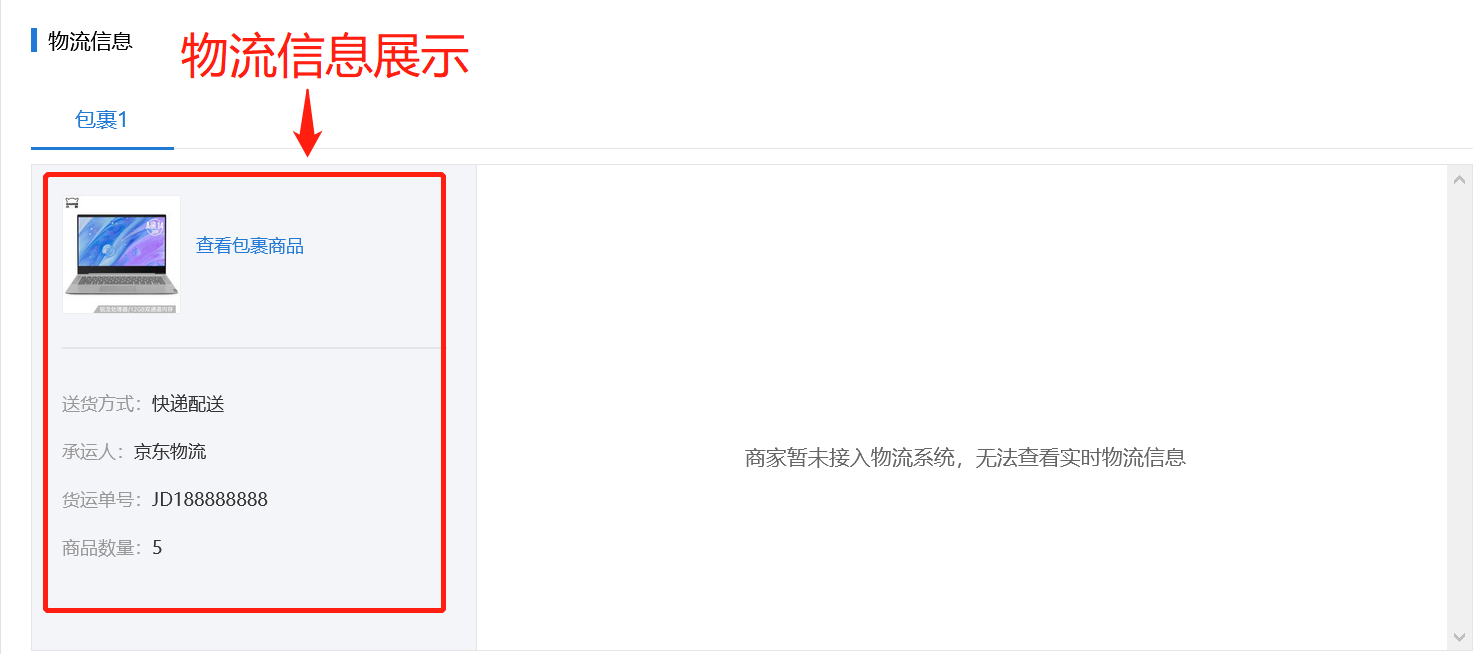 物流信息
物流信息展示
包裹1
查看包裹商品
送货方式：快递配送
承运人：京东物流
货运单号：JD188888888
商品数量：5
商家暂未接入物流系统，无法查看实时物流信息